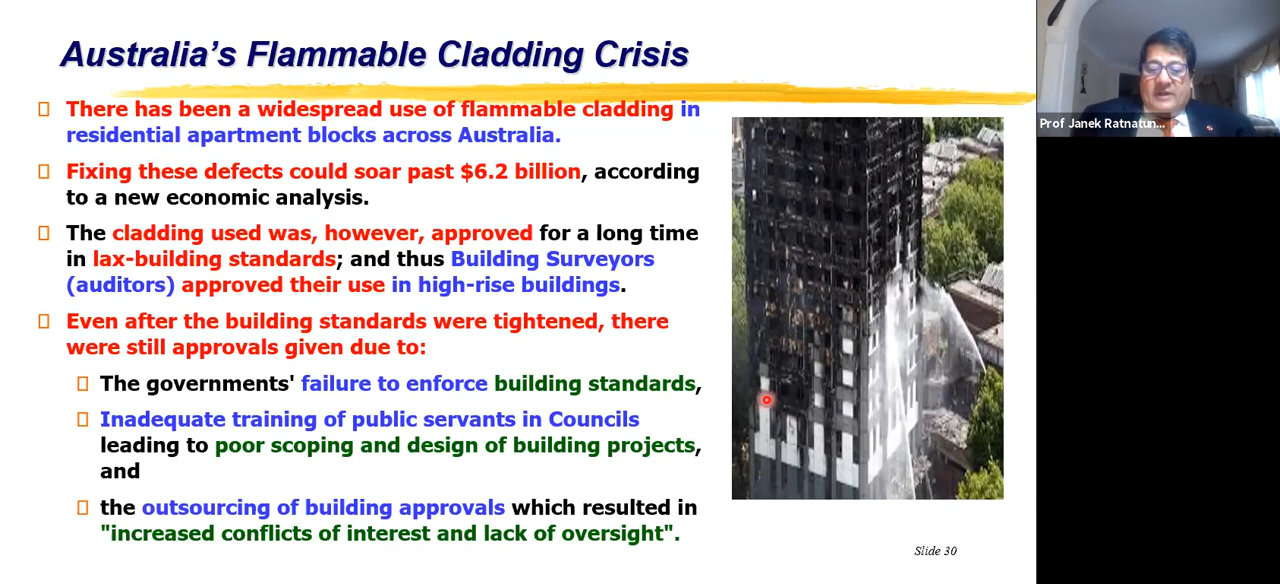 Australia's Flammable Cladding Crisis
There has been a widespread use of flammable cladding in
residential apartment blocks across Australia.
Fixing these defects could soar past $6.2 billion, according
to a new economic analysis.
The cladding used was, however, approved for a long time
in lax-building standards; and thus Building Surveyors
(auditors) approved their use in high-rise buildings.
Even after the building standards were tightened, there
were still approvals given due to:
The governments' failure to enforce building standards,
Inadequate training of public servants in Councils
leading to poor scoping and design of building projects,
and
the outsourcing of building approvals which resulted in
"increased conflicts of interest and lack of oversight".
Slide 30
Prof Janek Ratnatun...